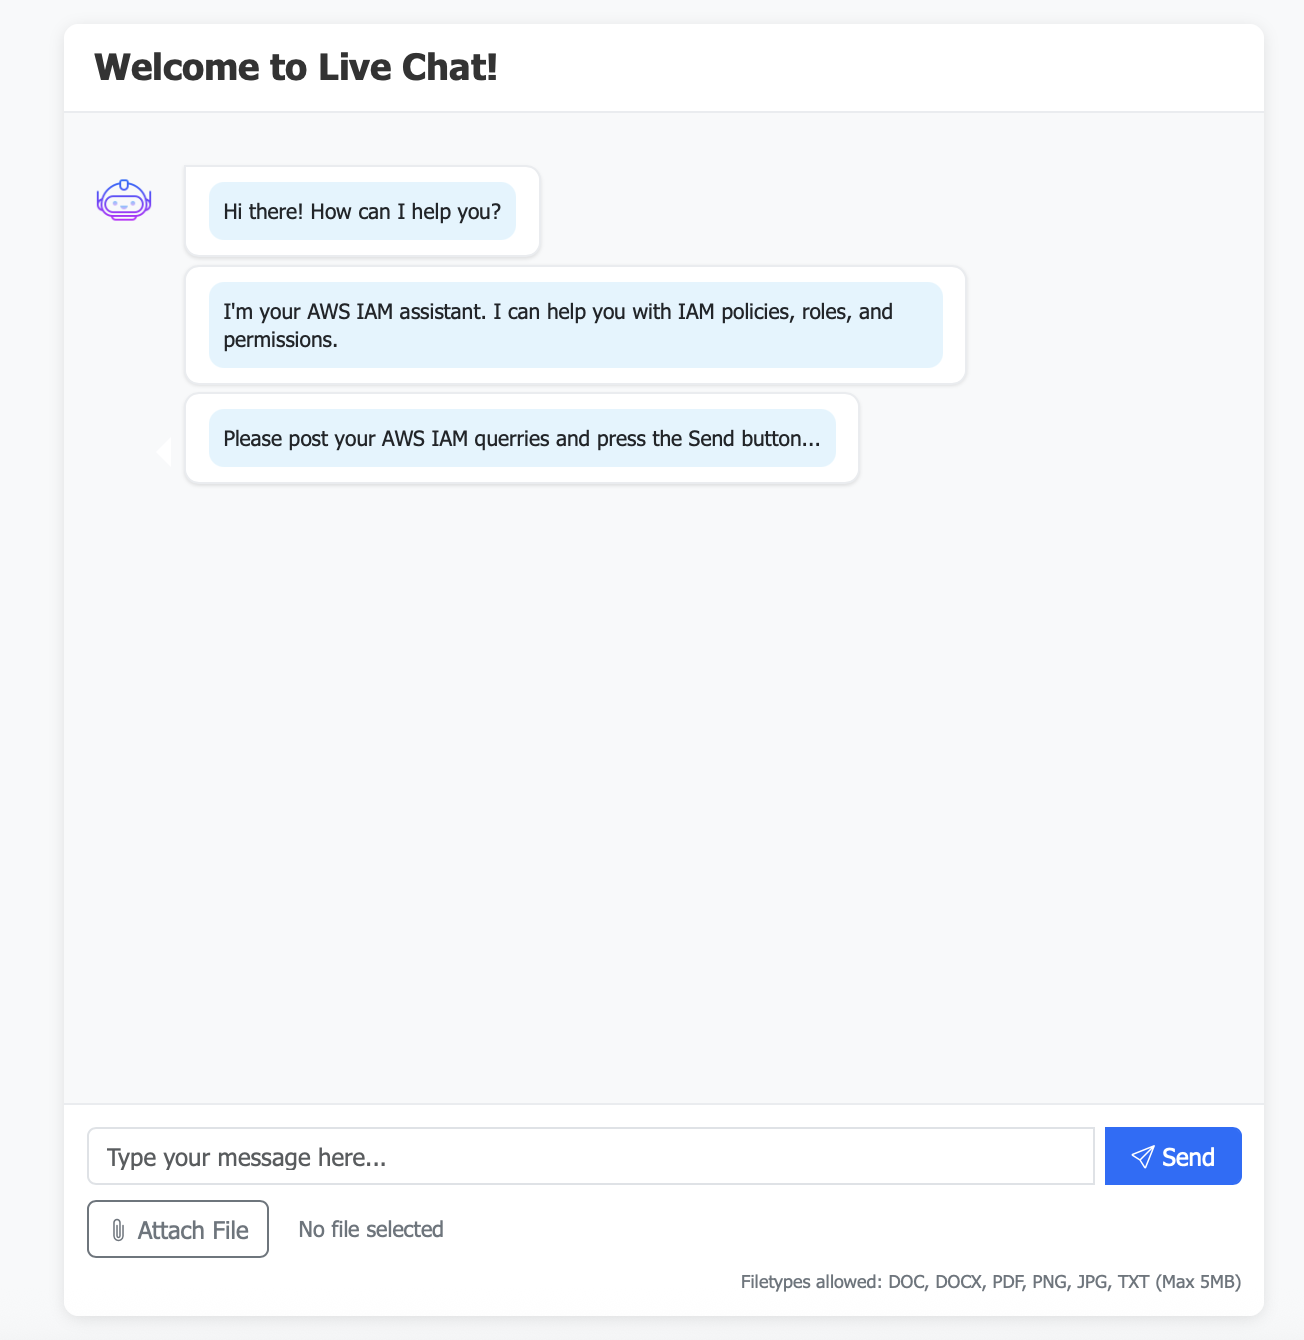 Welcome to Live Chat!
Hi there! How can I help you?
I'm your AWS IAM assistant. I can help you with IAM policies, roles, and
permissions.
Please post your AWS IAM querries and press the Send button...
Type your message here...
Send
Attach File
No file selected
Filetypes allowed: DOC, DOCX, PDF, PNG, JPG, TXT (Max 5MB)